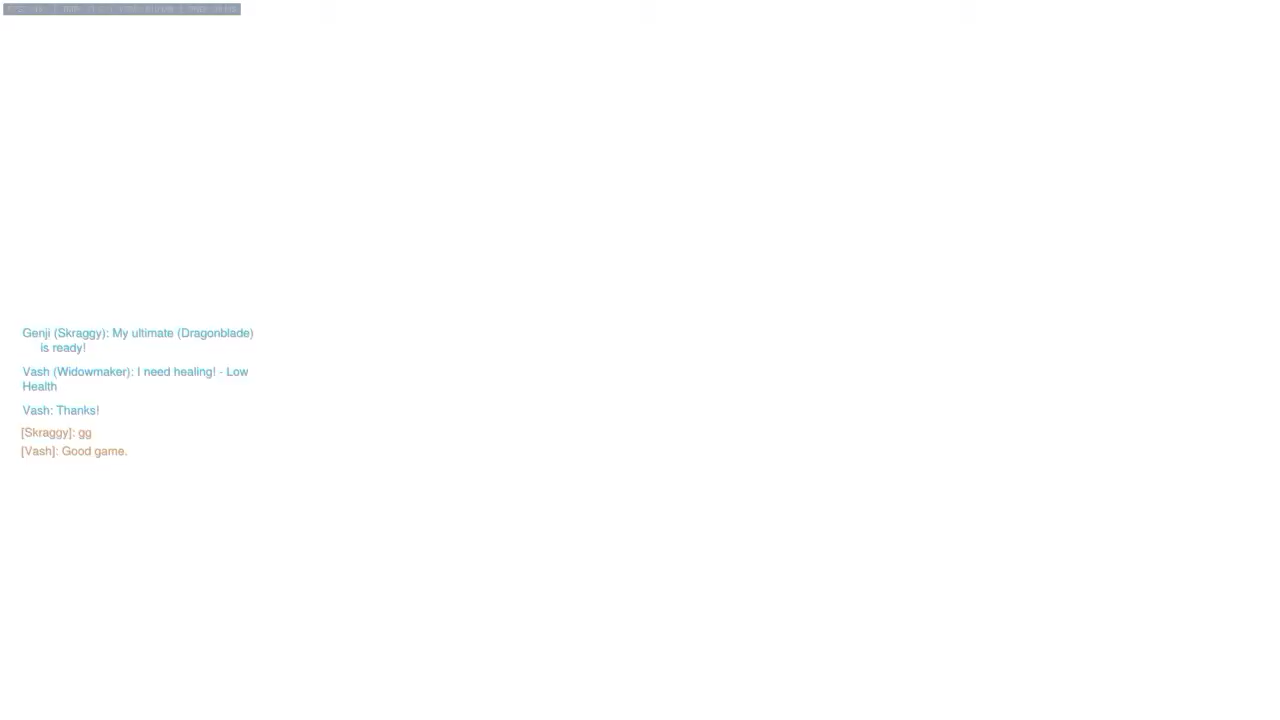 Genji (Skraggy): My ultimate (Dragonblade)
is ready!
Vash (Widowmaker): I need healing! - Low
Health
Vash: Thanks!
[Skraggy]: gg
[Vash]: Good game.